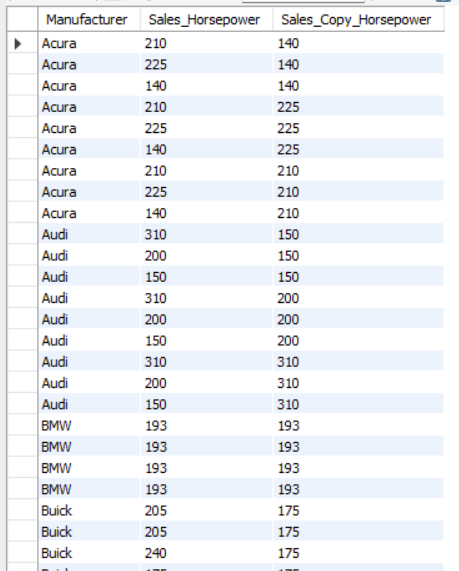 Manufacturer Sales_Horsepower Sales_Copy_Horsepower
Acura 210 140
Acura 225 140
Acura 140 140
Acura 210 225
Acura 225 225
Acura 140 225
Acura 210 210
Acura 225 210
Acura 140 210
Audi 310 150
Audi 200 150
Audi 150 150
Audi 310 200
Audi 200 200
Audi 150 200
Audi 310 310
Audi 200 310
Audi 150 310
BMW 193 193
BMW 193 193
BMW 193 193
BMW 193 193
Buick 205 175
Buick 205 175
Buick 240 175